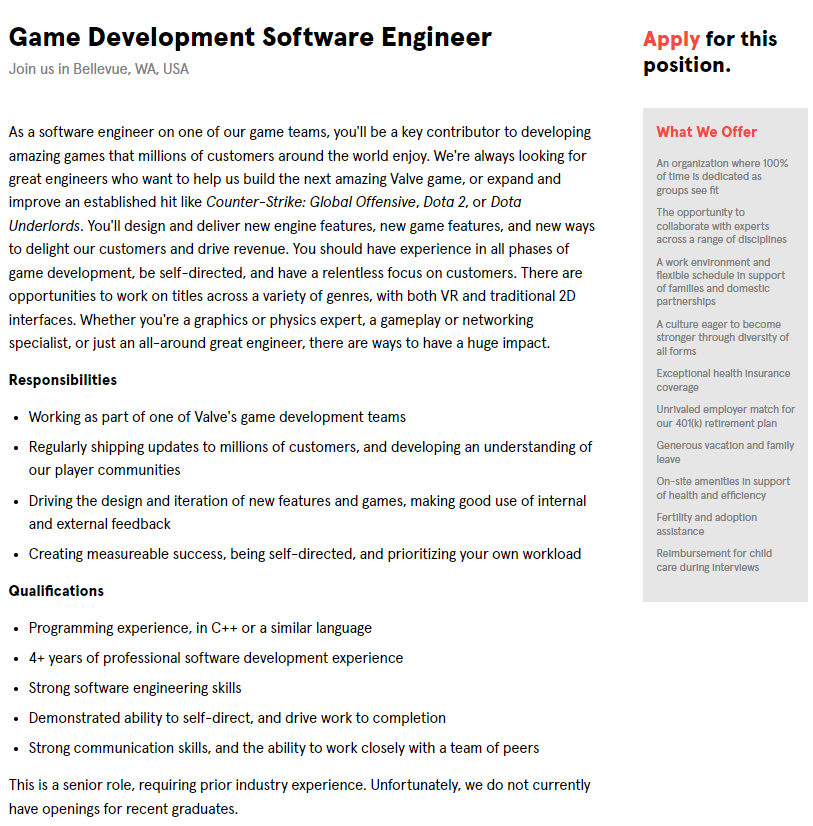 Game Development Software Engineer
Join us in Bellevue, WA, USA
As a software engineer on one of our game teams, you'll be a key contributor to developing
amazing games that millions of customers around the world enjoy. We're always looking for
great engineers who want to help us build the next amazing Valve game, or expand and
improve an established hit like Counter-Strike: Global Offensive, Dota 2, or Dota
Underlords. You'll design and deliver new engine features, new game features, and new ways
to delight our customers and drive revenue. You should have experience in all phases of
game development, be self-directed, and have a relentless focus on customers. There are
opportunities to work on titles across a variety of genres, with both VR and traditional 2D
interfaces. Whether you're a graphics or physics expert, a gameplay or networking
specialist, or just an all-around great engineer, there are ways to have a huge impact.
Responsibilities
• Working as part of one of Valve's game development teams
• Regularly shipping updates to millions of customers, and developing an understanding of
our player communities
• Driving the design and iteration of new features and games, making good use of internal
and external feedback
• Creating measureable success, being self-directed, and prioritizing your own workload
Qualifications
• Programming experience, in C++ or a similar language
• 4+ years of professional software development experience
• Strong software engineering skills
• Demonstrated ability to self-direct, and drive work to completion
• Strong communication skills, and the ability to work closely with a team of peers
This is a senior role, requiring prior industry experience. Unfortunately, we do not currently
have openings for recent graduates.
Apply for this
position.
What We Offer
An organization where 100%
of time is dedicated as
groups see fit
The opportunity to
collaborate with experts
across a range of disciplines
A work environment and
flexible schedule in support
of families and domestic
partnerships
A culture eager to become
stronger through diversity of
all forms
Exceptional health insurance
coverage
Unrivaled employer match for
our 401(k) retirement plan
Generous vacation and family
leave
On-site amenities in support
of health and efficiency
Fertility and adoption
assistance
Reimbursement for child
care during interviews